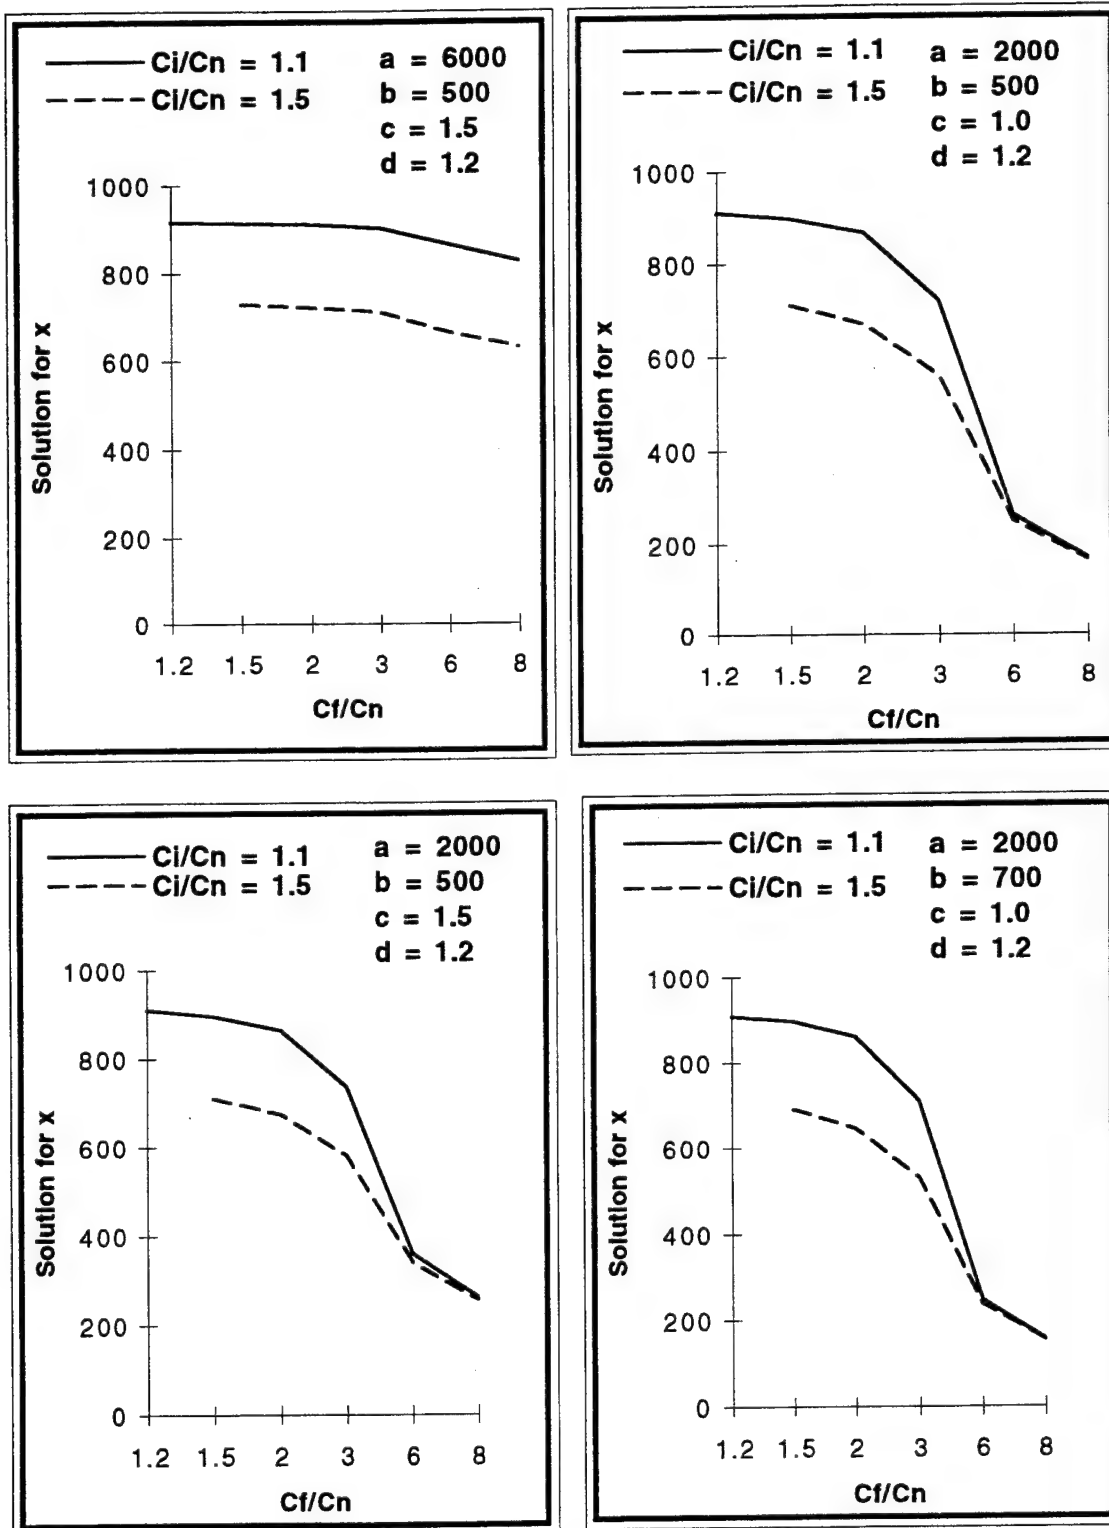 Ci/Cn = 1.1
Ci/Cn = 1.5
a = 6000
b = 500
c = 1.5
d = 1.2
1000
800
600
400
200
0
Solution for x
1.2 1.5 2 3 6 8
Cf/Cn
Ci/Cn = 1.1
Ci/Cn = 1.5
a = 2000
b = 500
c = 1.0
d = 1.2
1000
800
600
400
200
0
Solution for x
1.2 1.5 2 3 6 8
Cf/Cn
Ci/Cn = 1.1
Ci/Cn = 1.5
a = 2000
b = 500
c = 1.5
d = 1.2
1000
800
600
400
200
0
Solution for x
1.2 1.5 2 3 6 8
Cf/Cn
Ci/Cn = 1.1
Ci/Cn = 1.5
a = 2000
b = 700
c = 1.0
d = 1.2
1000
800
600
400
200
0
Solution for x
1.2 1.5 2 3 6 8
Cf/Cn